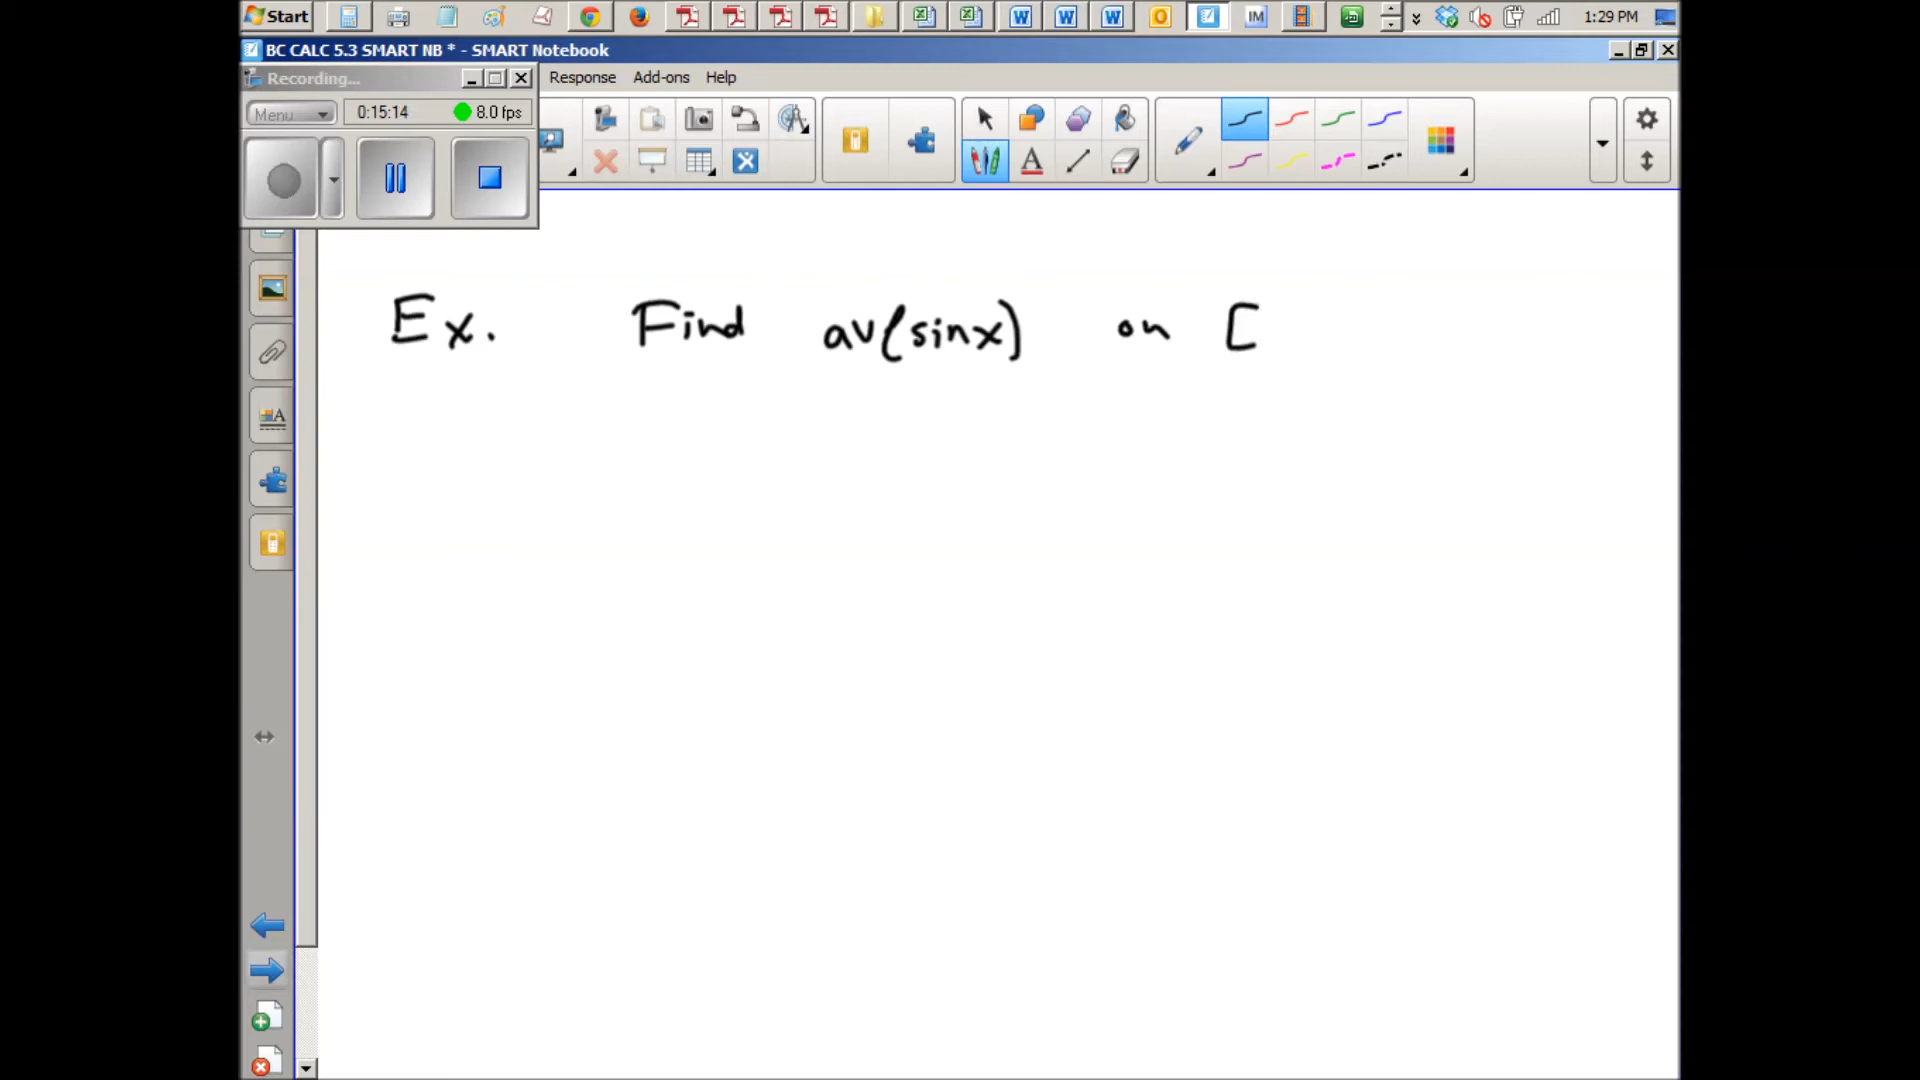 Start
1:29 PM
BC CALC 5.3 SMART NB * - SMART Notebook
Recording...
Response Add-ons Help
Menu 0:15:14 8.0 fps
Ex. Find av(sinx) on [